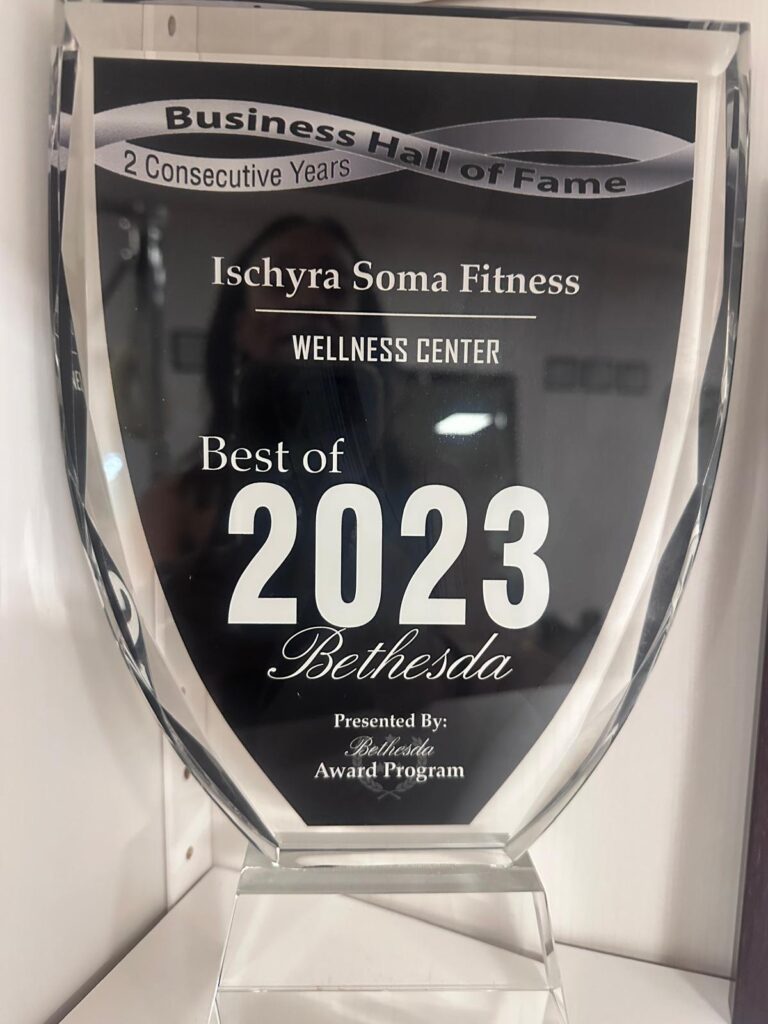 Business Hall of Fame
2 Consecutive Years
Ischyra Soma Fitness
WELLNESS CENTER
Best of
2023
Bethesda
Presented By:
Bethesda
Award Program